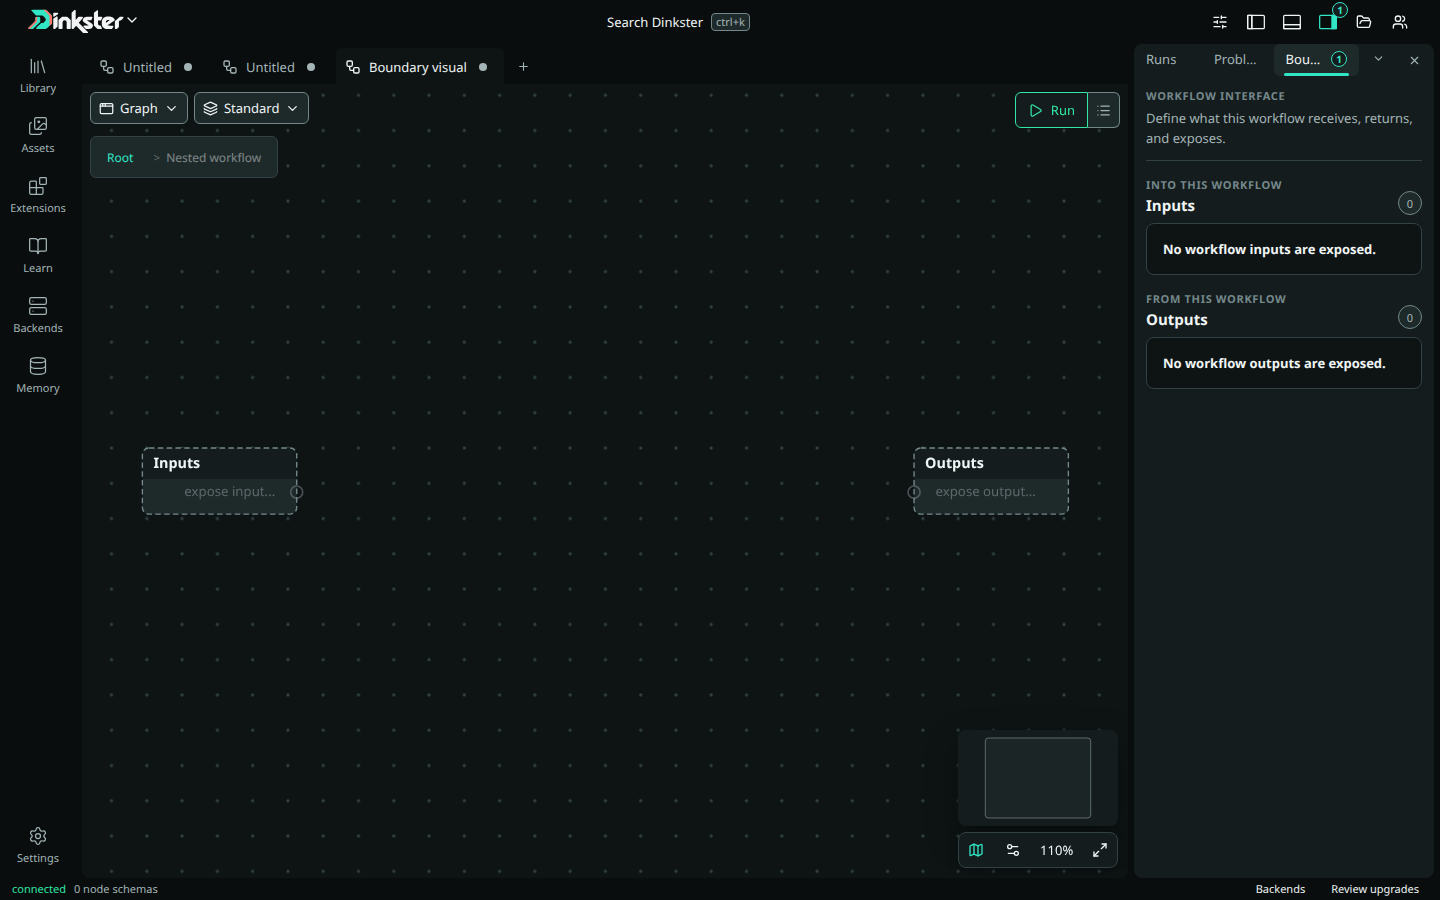 Dinkster
Search Dinkster ctrl+k
1
Library
Assets
Extensions
Learn
Backends
Memory
Settings
Untitled
Untitled
Boundary visual
Graph
Standard
Run
Root > Nested workflow
Inputs
expose input...
Outputs
expose output...
110%
Runs
Probl...
Bou... 1
WORKFLOW INTERFACE
Define what this workflow receives, returns,
and exposes.
INTO THIS WORKFLOW
Inputs 0
No workflow inputs are exposed.
FROM THIS WORKFLOW
Outputs 0
No workflow outputs are exposed.
connected 0 node schemas
Backends
Review upgrades